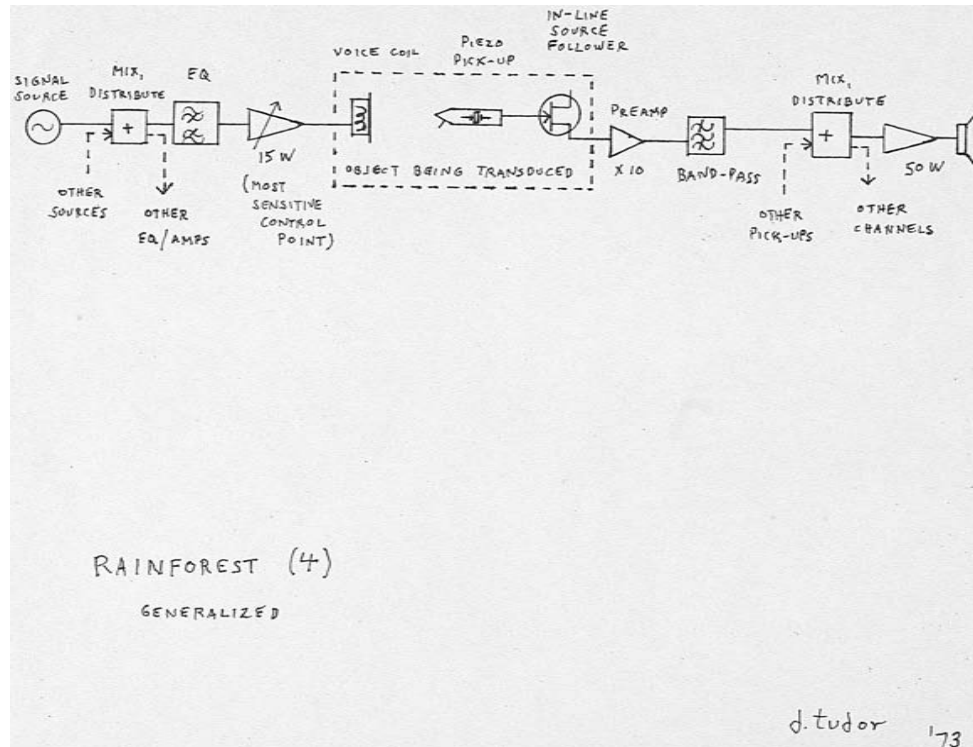 SIGNAL
SOURCE
MIX,
DISTRIBUTE
+
OTHER
SOURCES
OTHER
EQ/AMPS
EQ
15 W
(MOST
SENSITIVE
CONTROL
POINT)
VOICE COIL
PIEZO
PICK-UP
IN-LINE
SOURCE
FOLLOWER
OBJECT BEING TRANSDUCED
PREAMP
X 10
BAND-PASS
MIX,
DISTRIBUTE
+
OTHER
PICK-UPS
OTHER
CHANNELS
50 W
RAINFOREST (4)
GENERALIZED
d. tudor '73